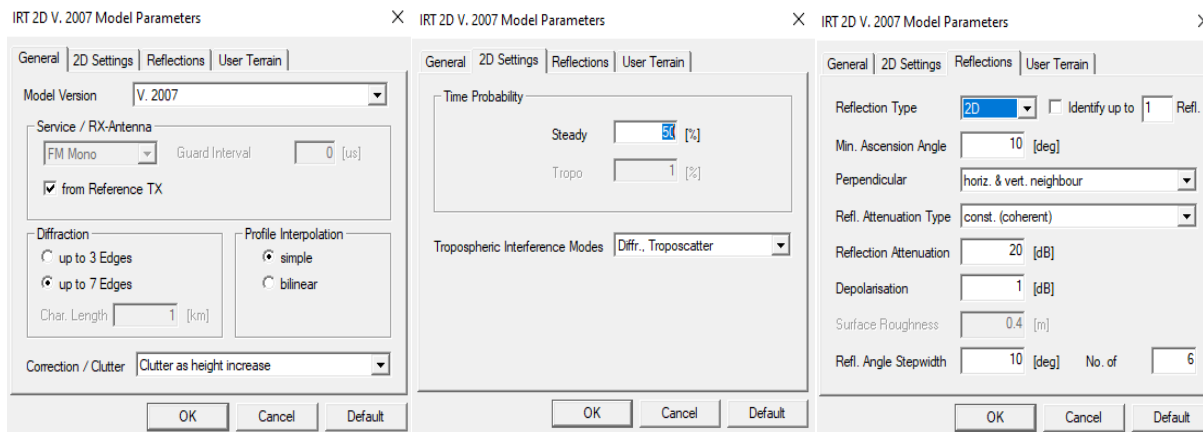 IRT 2D V. 2007 Model Parameters
General 2D Settings Reflections User Terrain
Model Version V. 2007
Service / RX-Antenna
FM Mono Guard Interval 0 [us]
from Reference TX
Diffraction
up to 3 Edges
up to 7 Edges
Char. Length 1 [km]
Profile Interpolation
simple
bilinear
Correction / Clutter Clutter as height increase
OK Cancel Default
IRT 2D V. 2007 Model Parameters
General 2D Settings Reflections User Terrain
Time Probability
Steady 50 [%]
Tropo 1 [%]
Tropospheric Interference Modes Diffr., Troposcatter
OK Cancel Default
IRT 2D V. 2007 Model Parameters
General 2D Settings Reflections User Terrain
Reflection Type 2D Identify up to 1 Refl.
Min. Ascension Angle 10 [deg]
Perpendicular horiz. & vert. neighbour
Refl. Attenuation Type const. (coherent)
Reflection Attenuation 20 [dB]
Depolarisation 1 [dB]
Surface Roughness 0.4 [m]
Refl. Angle Stepwidth 10 [deg] No. of 6
OK Cancel Default